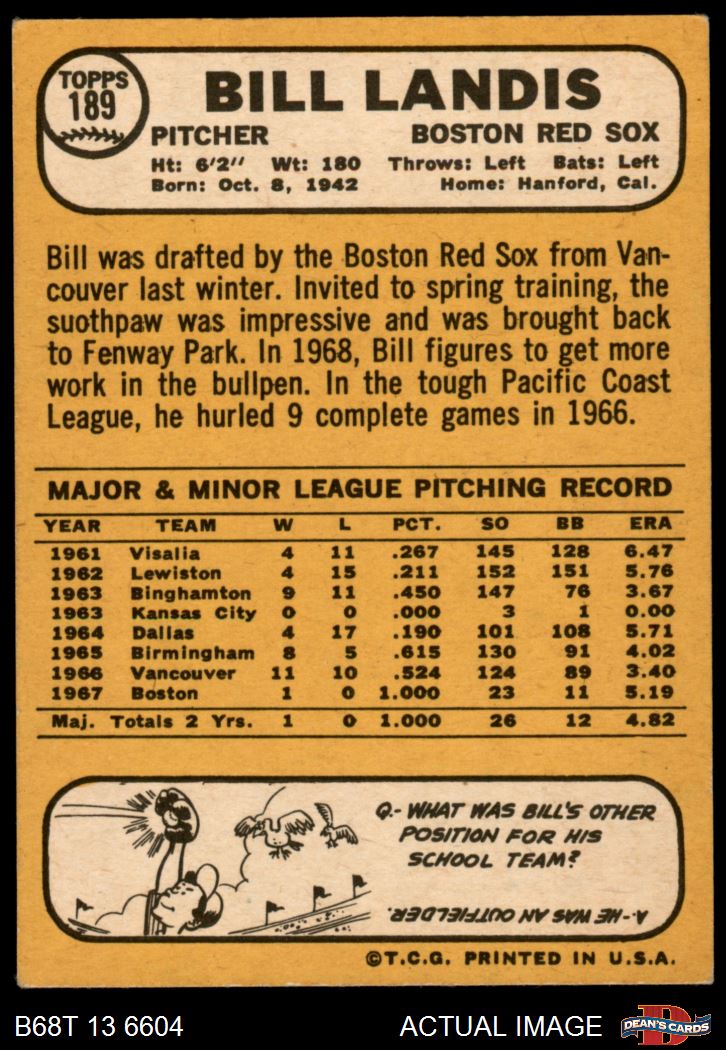 TOPPS
189
BILL LANDIS
PITCHER BOSTON RED SOX
Ht: 6'2" Wt: 180 Throws: Left Bats: Left
Born: Oct. 8, 1942 Home: Hanford, Cal.
Bill was drafted by the Boston Red Sox from Van-
couver last winter. Invited to spring training, the
suothpaw was impressive and was brought back
to Fenway Park. In 1968, Bill figures to get more
work in the bullpen. In the tough Pacific Coast
League, he hurled 9 complete games in 1966.
MAJOR & MINOR LEAGUE PITCHING RECORD
YEAR TEAM W L PCT. SO BB ERA
1961 Visalia 4 11 .267 145 128 6.47
1962 Lewiston 4 15 .211 152 151 5.76
1963 Binghamton 9 11 .450 147 76 3.67
1963 Kansas City 0 0 .000 3 1 0.00
1964 Dallas 4 17 .190 101 108 5.71
1965 Birmingham 8 5 .615 130 91 4.02
1966 Vancouver 11 10 .524 124 89 3.40
1967 Boston 1 0 1.000 23 11 5.19
Maj. Totals 2 Yrs. 1 0 1.000 26 12 4.82
Q.- WHAT WAS BILL'S OTHER
POSITION FOR HIS
SCHOOL TEAM?
A.- HE WAS AN OUTFIELDER.
©T.C.G. PRINTED IN U.S.A.
B68T 13 6604 ACTUAL IMAGE D DEAN'S CARDS